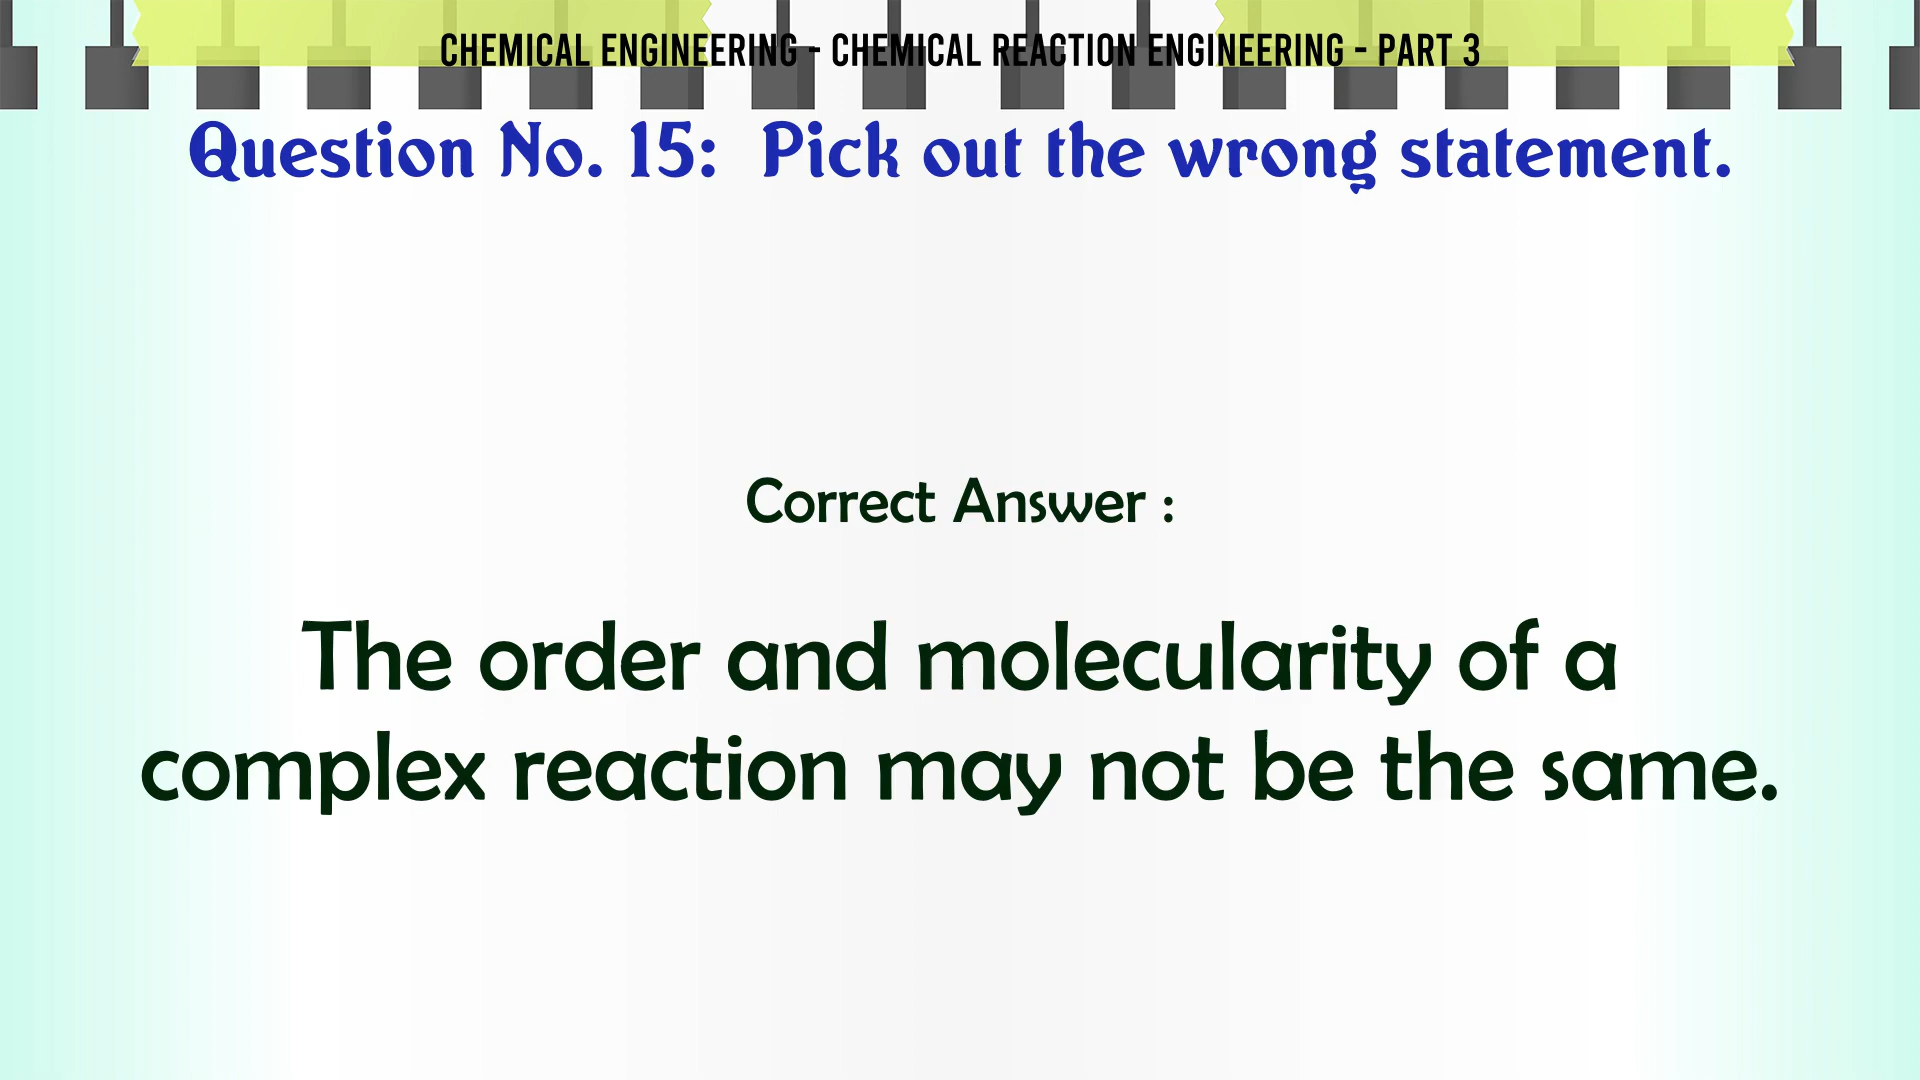 CHEMICAL ENGINEERING - CHEMICAL REACTION ENGINEERING - PART 3
Question No. 15: Pick out the wrong statement.
Correct Answer :
The order and molecularity of a
complex reaction may not be the same.